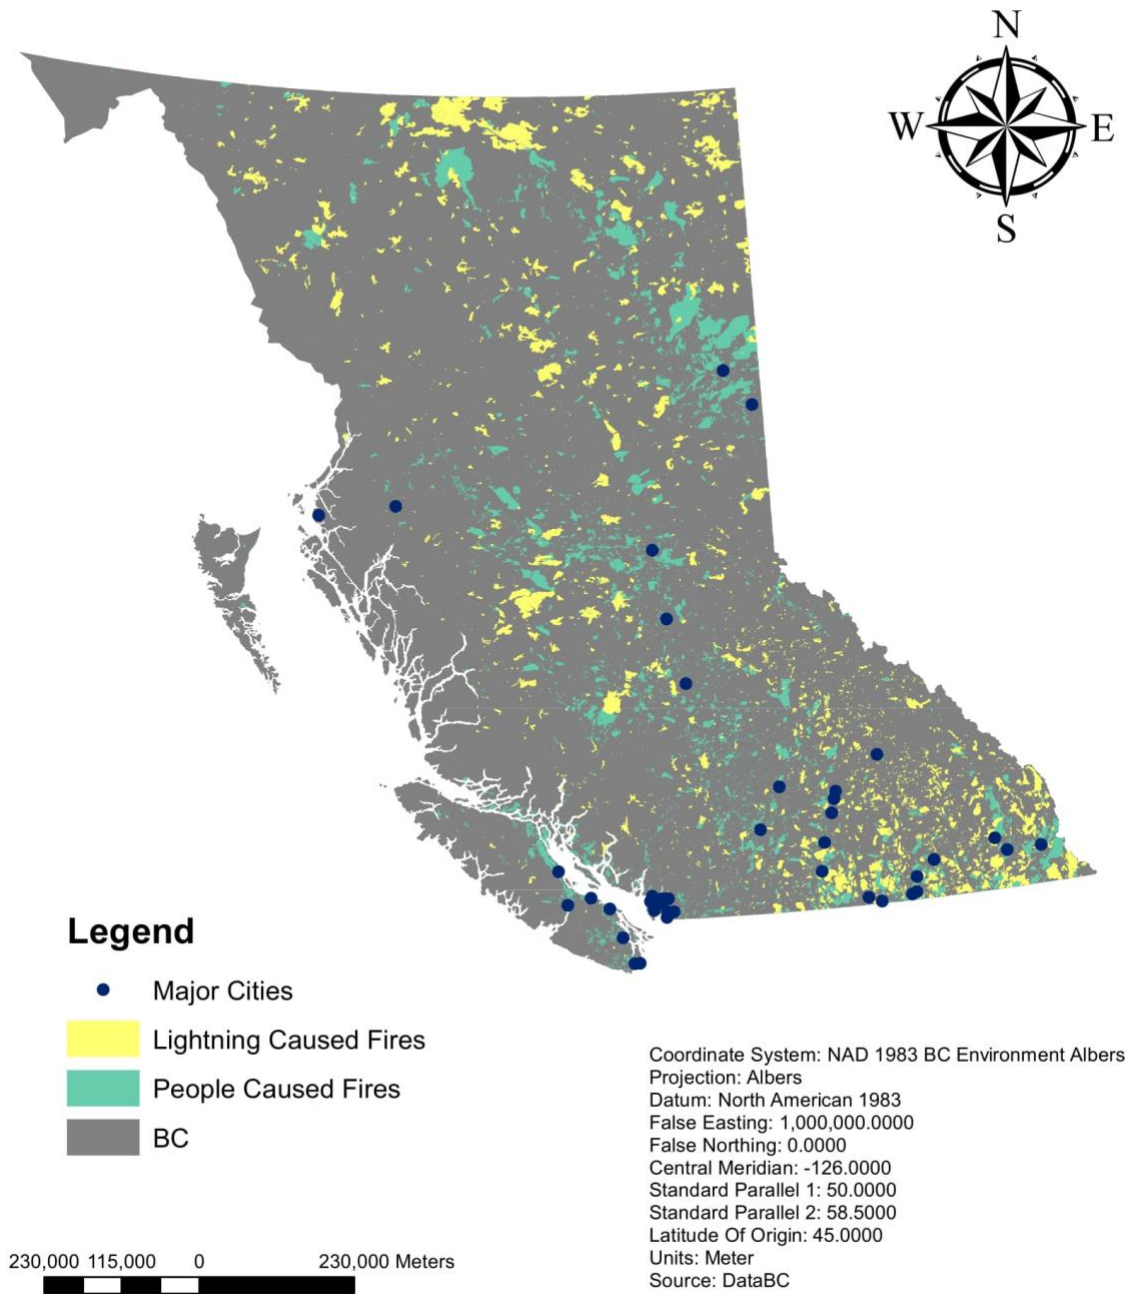 N
W E
S
Legend
Major Cities
Lightning Caused Fires
People Caused Fires
BC
Coordinate System: NAD 1983 BC Environment Albers
Projection: Albers
Datum: North American 1983
False Easting: 1,000,000.0000
False Northing: 0.0000
Central Meridian: -126.0000
Standard Parallel 1: 50.0000
Standard Parallel 2: 58.5000
Latitude Of Origin: 45.0000
Units: Meter
Source: DataBC
230,000 115,000 0 230,000 Meters